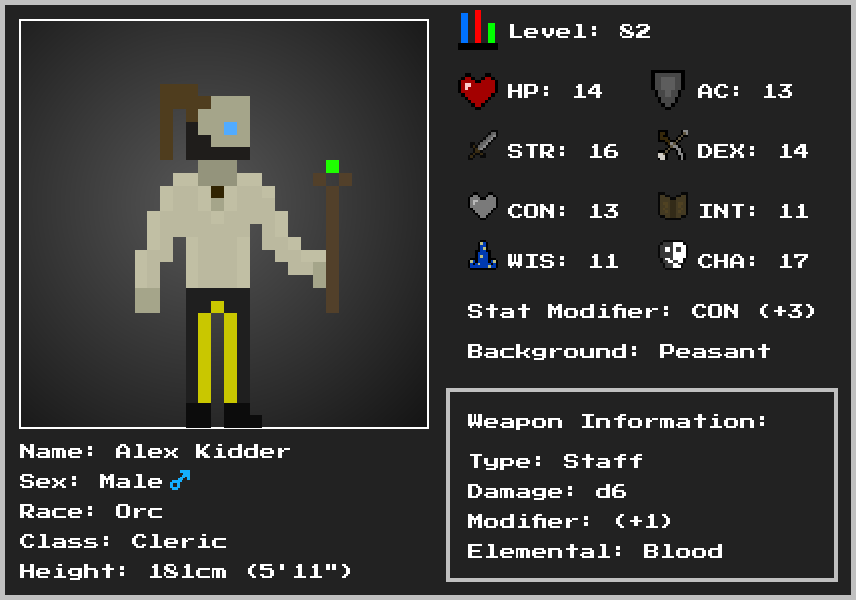 Level: 82
HP: 14
AC: 13
STR: 16
DEX: 14
CON: 13
INT: 11
WIS: 11
CHA: 17
Stat Modifier: CON (+3)
Background: Peasant
Weapon Information:
Type: Staff
Damage: d6
Modifier: (+1)
Elemental: Blood
Name: Alex Kidder
Sex: Male ♂
Race: Orc
Class: Cleric
Height: 181cm (5'11")